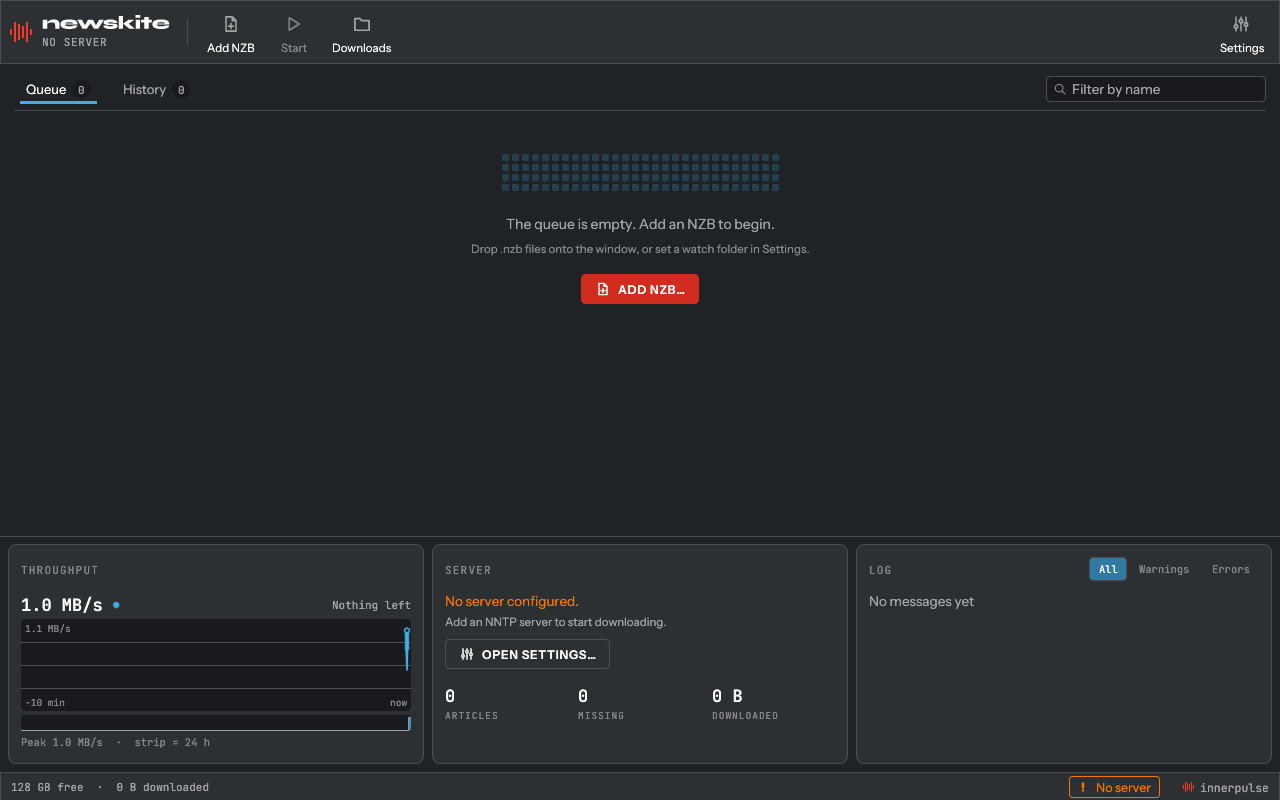 newskite
NO SERVER
Add NZB
Start
Downloads
Settings
Queue 0
History 0
Filter by name
The queue is empty. Add an NZB to begin.
Drop .nzb files onto the window, or set a watch folder in Settings.
ADD NZB…
THROUGHPUT
1.0 MB/s
Nothing left
1.1 MB/s
-10 min
now
Peak 1.0 MB/s · strip = 24 h
SERVER
No server configured.
Add an NNTP server to start downloading.
OPEN SETTINGS…
0
ARTICLES
0
MISSING
0 B
DOWNLOADED
LOG
All
Warnings
Errors
No messages yet
128 GB free · 0 B downloaded
! No server
innerpulse